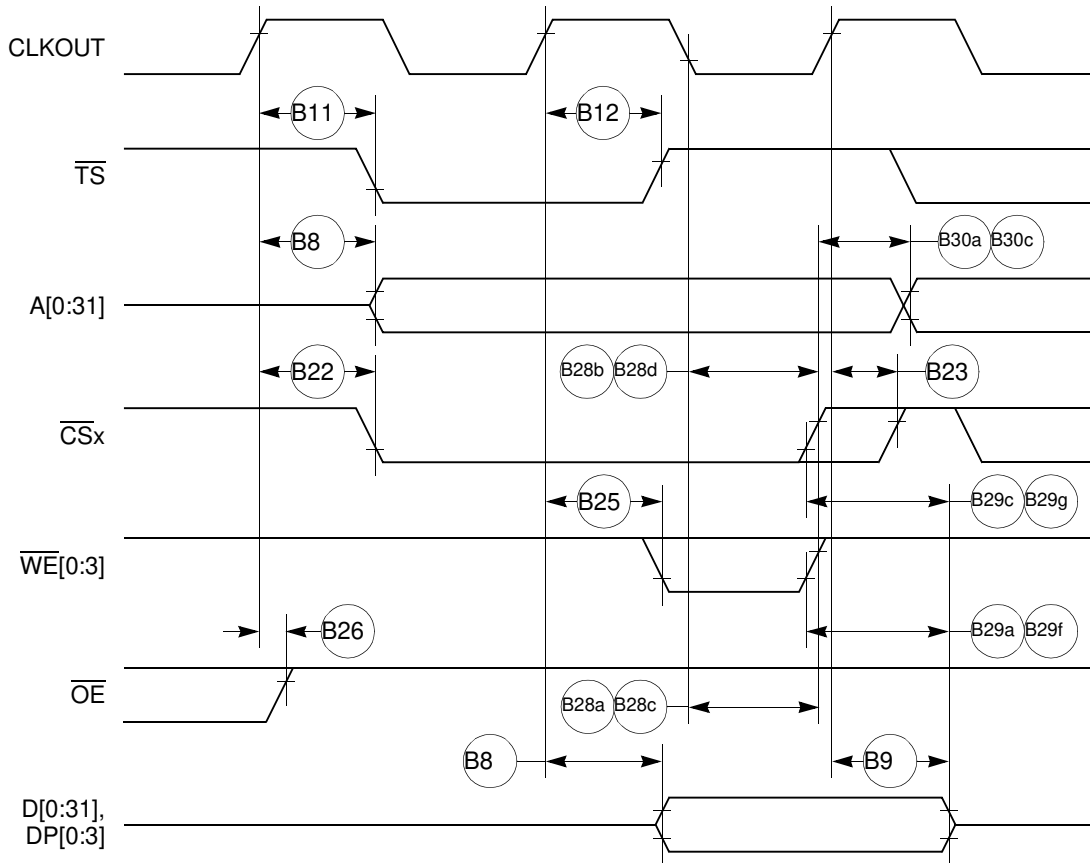 CLKOUT
B11 B12
TS
B8 B30a B30c
A[0:31]
B22 B28b B28d B23
CSx
B25 B29c B29g
WE[0:3]
B26 B29a B29f
OE
B28a B28c
B8 B9
D[0:31],
DP[0:3]